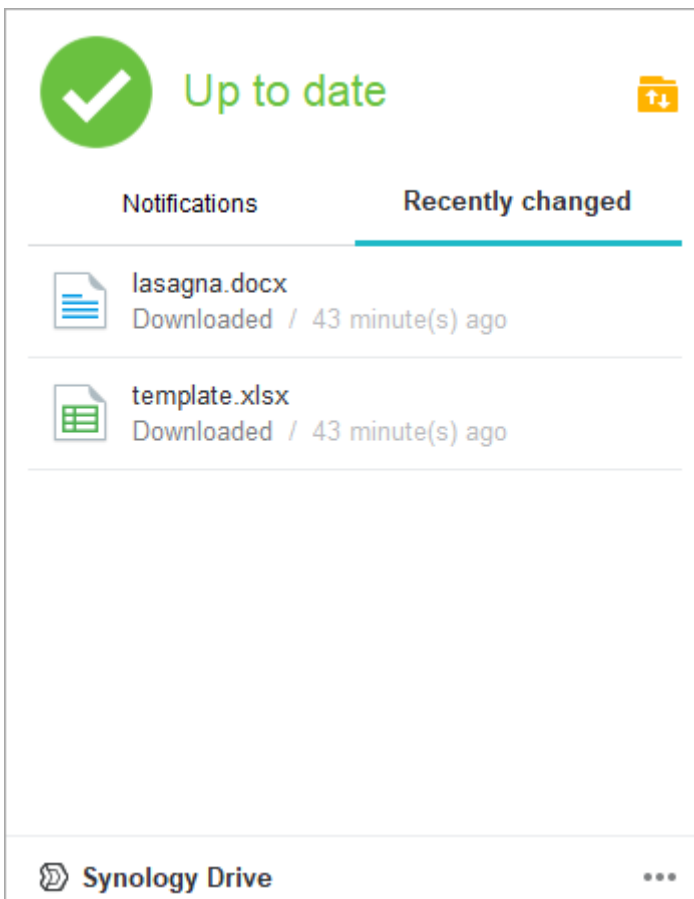 Up to date
Notifications
Recently changed
lasagna.docx
Downloaded / 43 minute(s) ago
template.xlsx
Downloaded / 43 minute(s) ago
Synology Drive